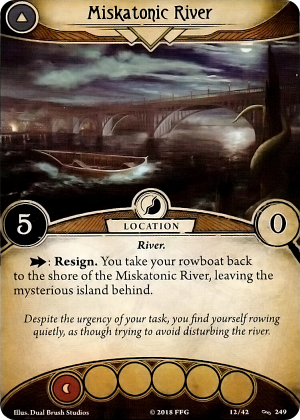 Miskatonic River
5
LOCATION
0
River.
: Resign. You take your rowboat back
to the shore of the Miskatonic River, leaving the
mysterious island behind.
Despite the urgency of your task, you find yourself rowing
quietly, as though trying to avoid disturbing the river.
Illus. Dual Brush Studios © 2018 FFG 12/42 249